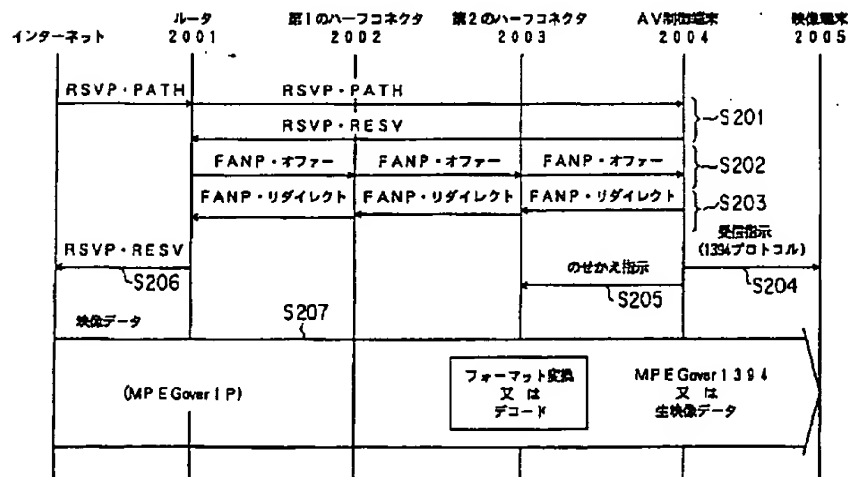 インターネット
ルータ
2001
第1のハーフコネクタ
2002
第2のハーフコネクタ
2003
AV制御端末
2004
映像端末
2005
RSVP・PATH
RSVP・PATH
RSVP・RESV
S201
FANP・オファー
FANP・オファー
FANP・オファー
S202
FANP・リダイレクト
FANP・リダイレクト
FANP・リダイレクト
S203
受信指示
(1394プロトコル)
RSVP・RESV
S206
のせかえ指示
S205
S204
映像データ
S207
(MPEGover IP)
フォーマット変換
又は
デコード
MPEGover1394
又は
生映像データ